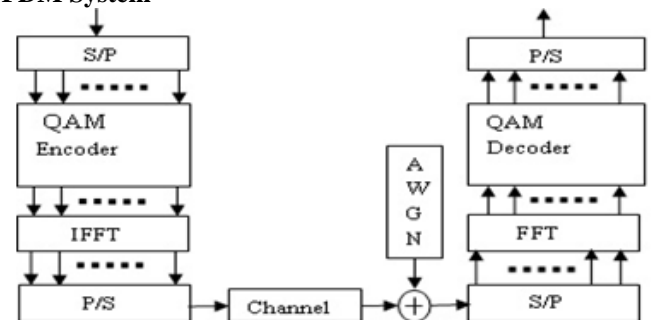 FDM System
S/P
QAM
Encoder
IFFT
P/S
Channel
A
W
G
N
P/S
QAM
Decoder
FFT
S/P